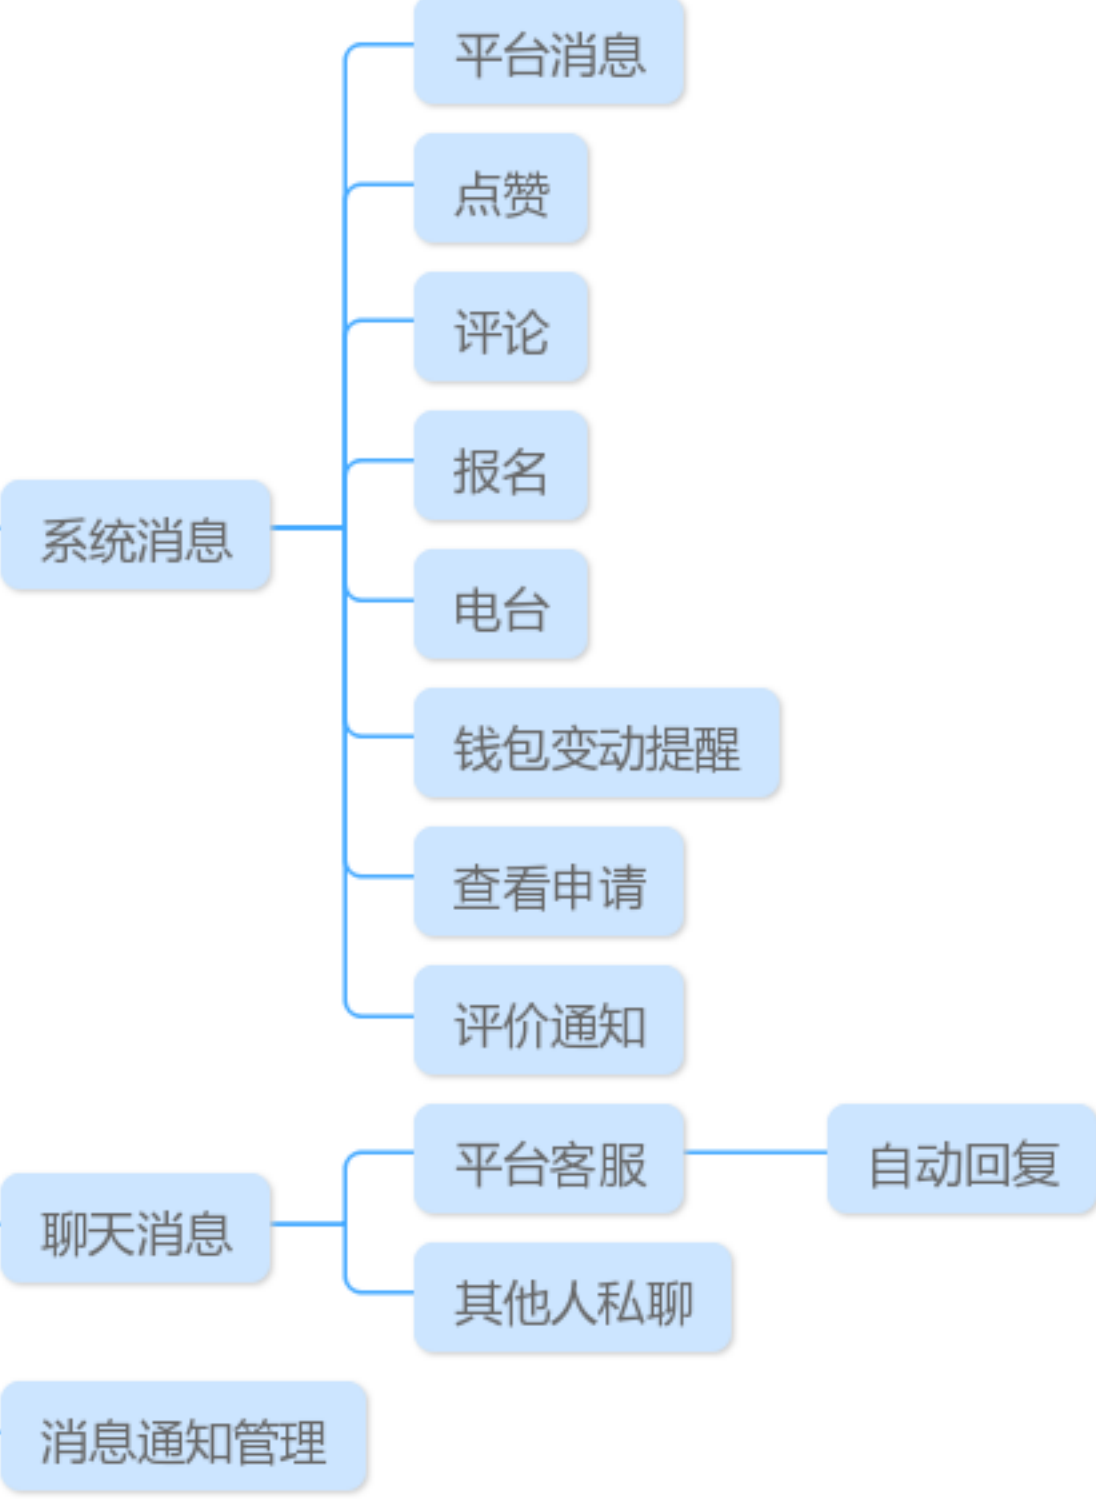 系统消息
平台消息
点赞
评论
报名
电台
钱包变动提醒
查看申请
评价通知
聊天消息
平台客服
自动回复
其他人私聊
消息通知管理